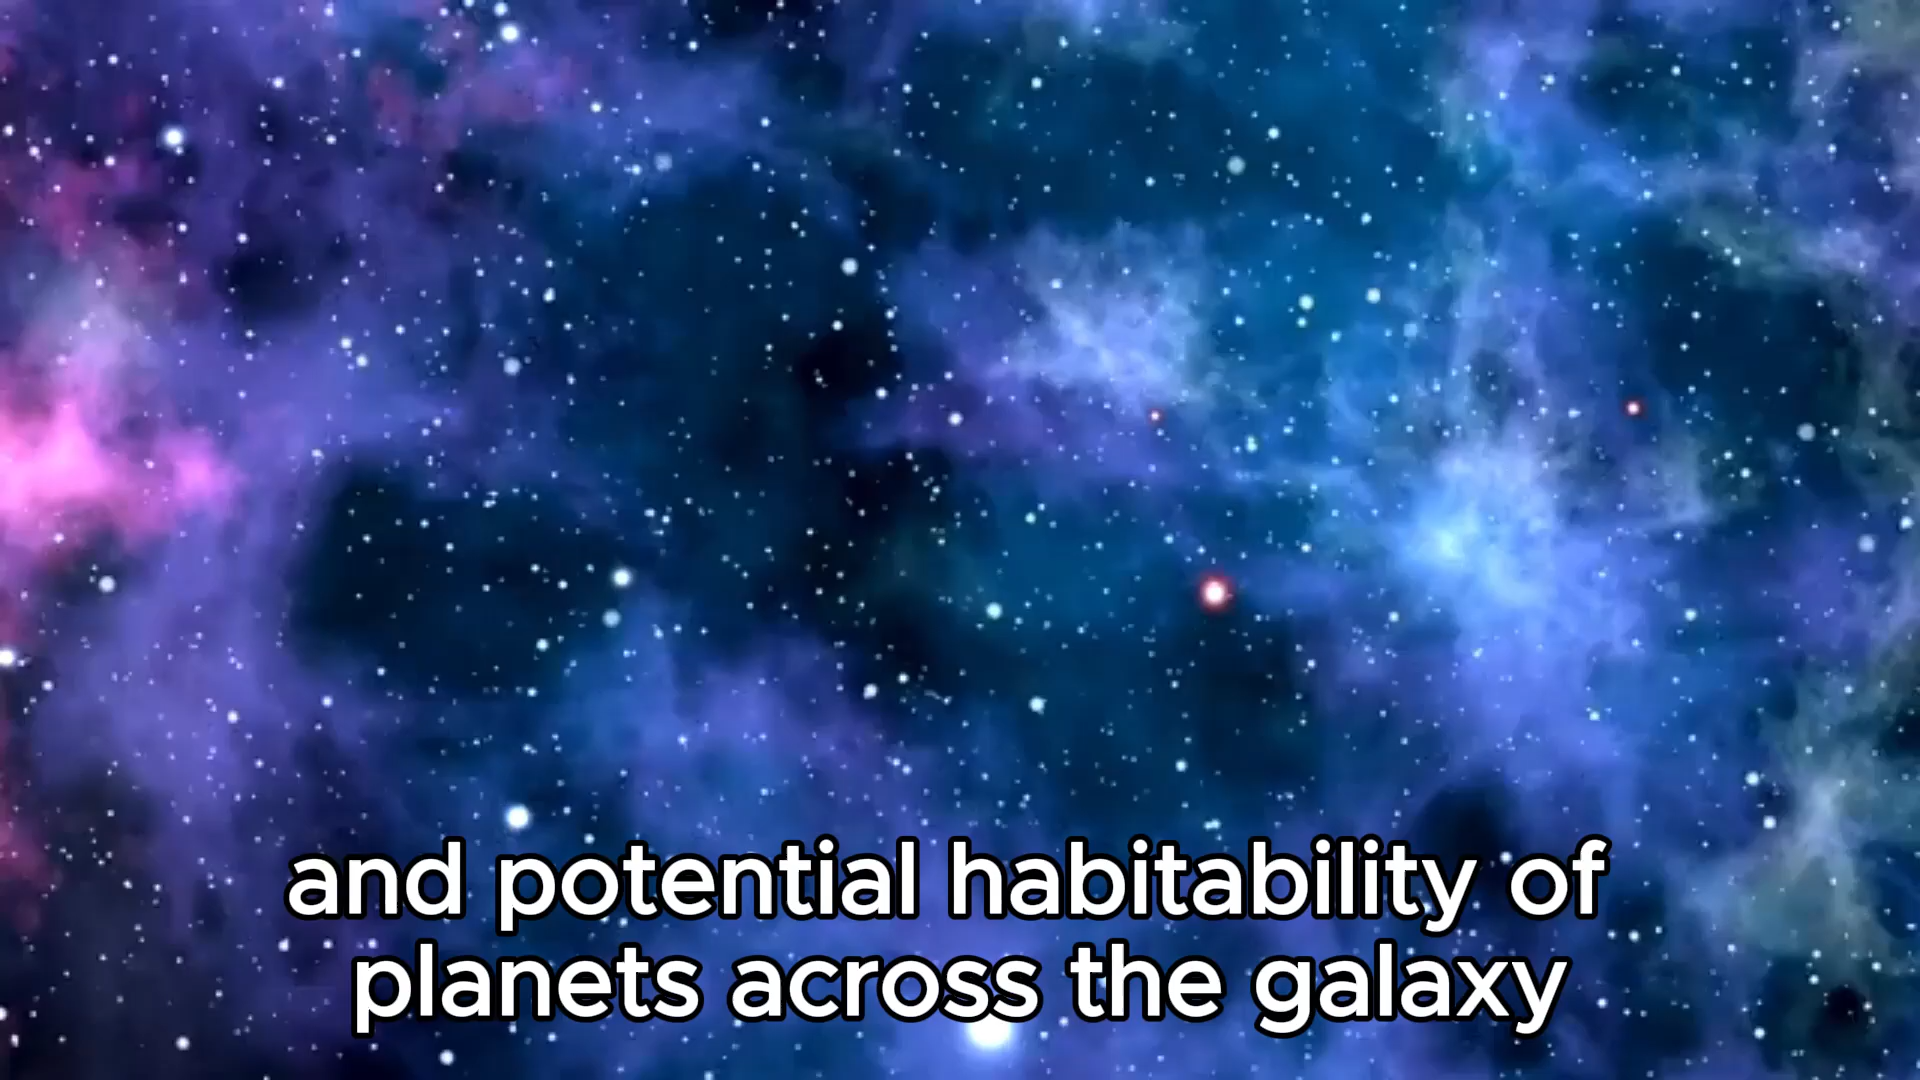 and potential habitability of
planets across the galaxy